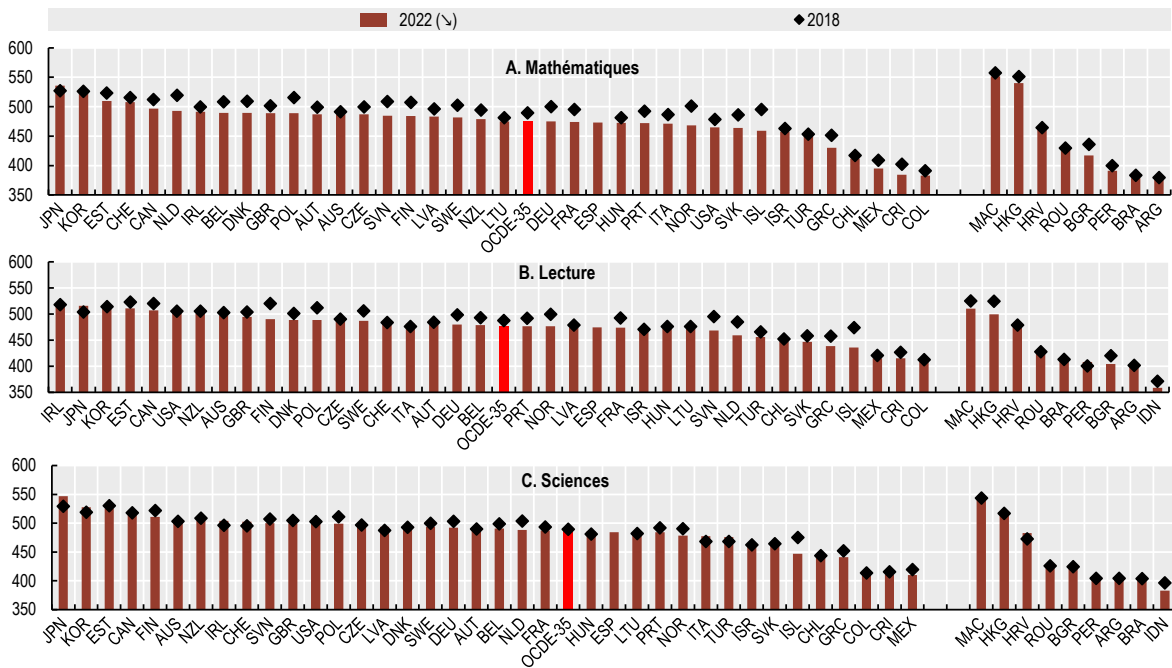 2022 (↘) 2018
A. Mathématiques
600
550
500
450
400
350
JPN KOR EST CHE CAN NLD IRL BEL DNK GBR POL AUT AUS CZE SVN FIN LVA SWE NZL LTU OCDE-35 DEU FRA ESP HUN PRT ITA NOR USA SVK ISL ISR TUR GRC CHL MEX CRI COL MAC HKG HRV ROU BGR PER BRA ARG
B. Lecture
600
550
500
450
400
350
IRL JPN KOR EST CAN USA NZL AUS GBR FIN DNK POL CZE SWE CHE ITA AUT DEU BEL OCDE-35 PRT NOR LVA ESP FRA ISR HUN LTU SVN NLD TUR CHL SVK GRC ISL MEX CRI COL MAC HKG HRV ROU BRA PER BGR ARG IDN
C. Sciences
600
550
500
450
400
350
JPN KOR EST CAN FIN AUS NZL IRL CHE SVN GBR USA POL CZE LVA DNK SWE DEU AUT BEL NLD FRA OCDE-35 HUN ESP LTU PRT NOR ITA TUR ISR SVK ISL CHL GRC COL CRI MEX MAC HKG HRV ROU BGR PER ARG BRA IDN